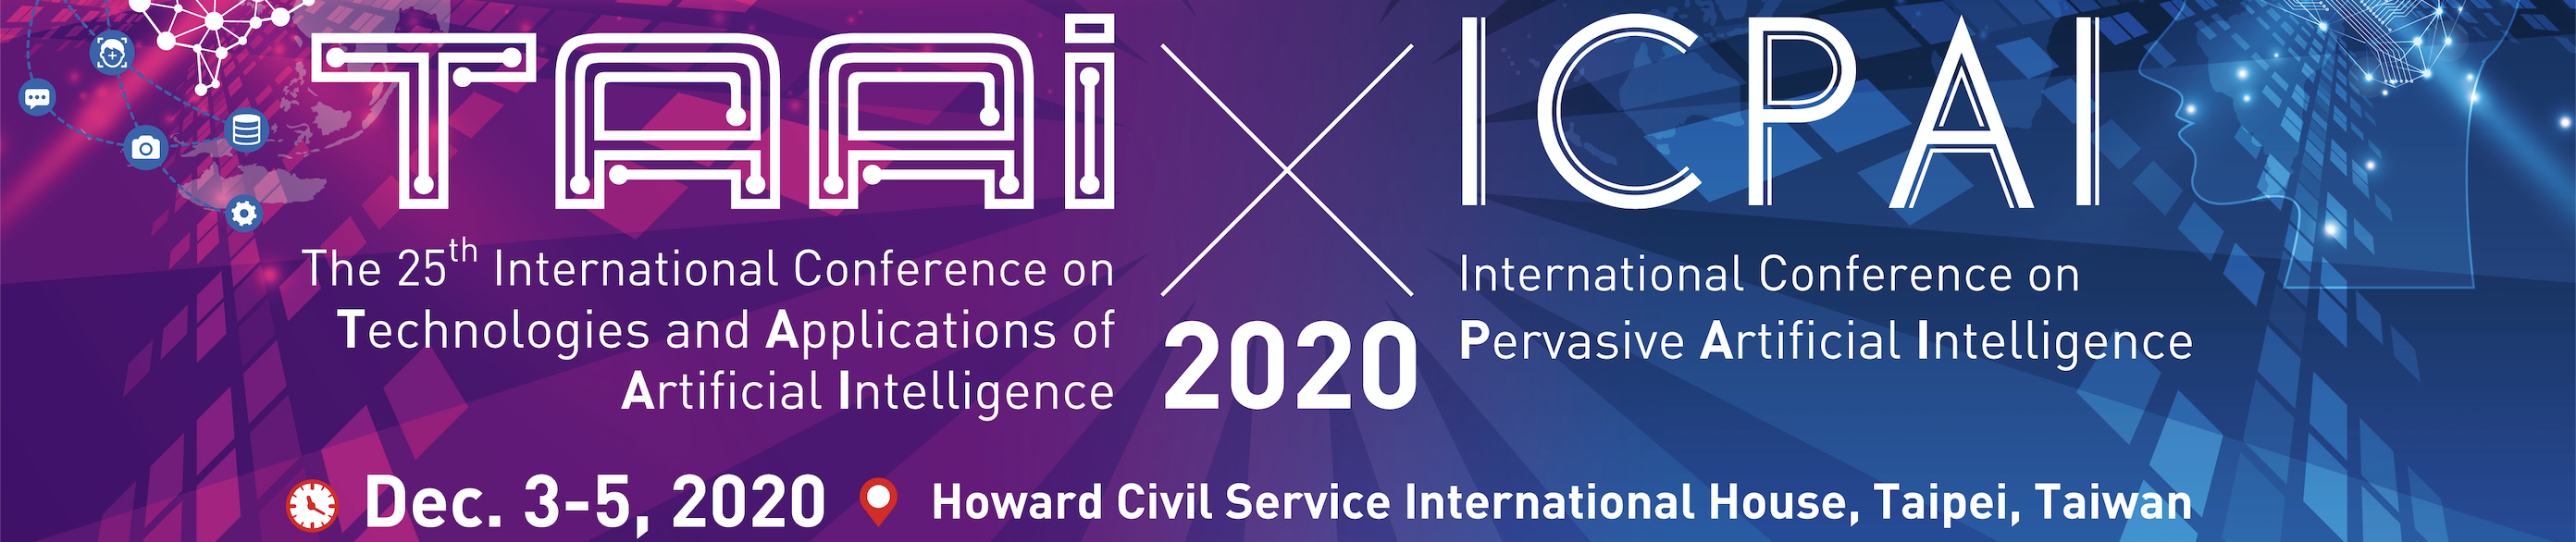 TAAi
The 25th International Conference on
Technologies and Applications of
Artificial Intelligence
2020
ICPAI
International Conference on
Pervasive Artificial Intelligence
Dec. 3-5, 2020
Howard Civil Service International House, Taipei, Taiwan